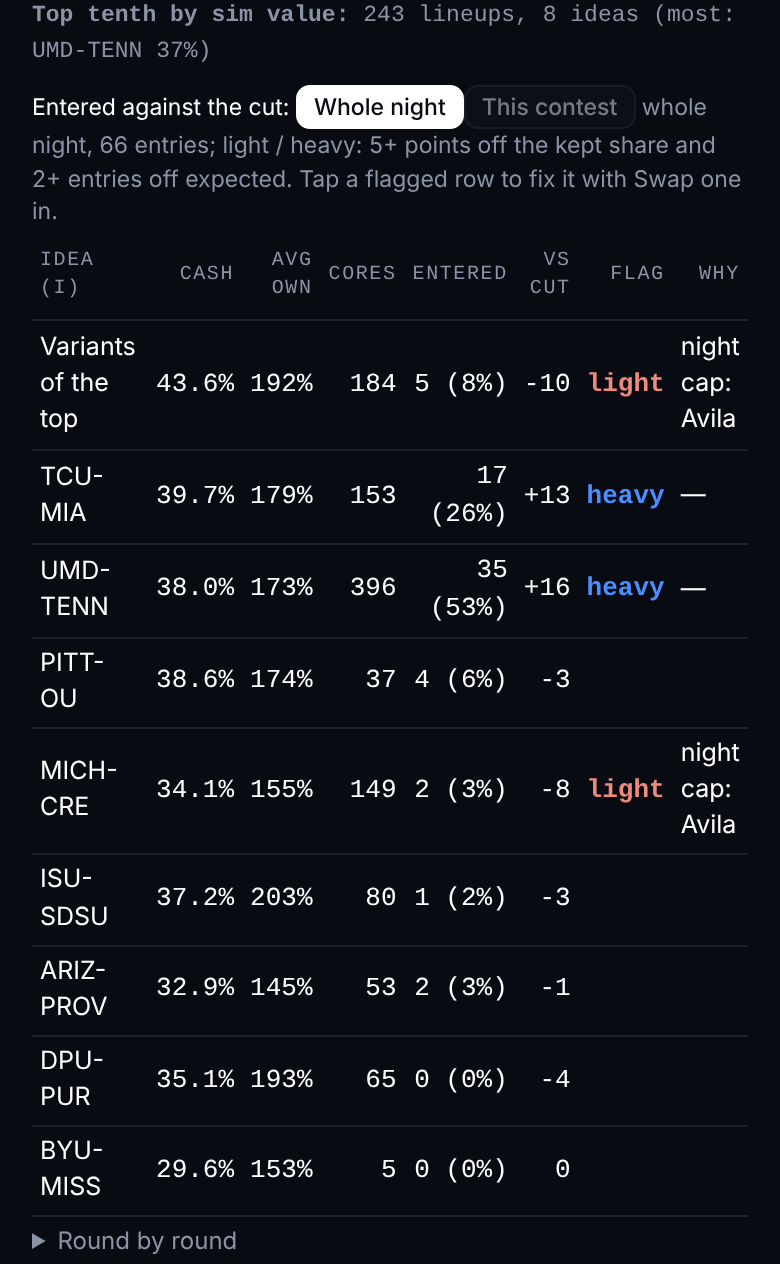 Top tenth by sim value: 243 lineups, 8 ideas (most:
UMD-TENN 37%)
Entered against the cut: Whole night This contest whole
night, 66 entries; light / heavy: 5+ points off the kept share and
2+ entries off expected. Tap a flagged row to fix it with Swap one
in.
IDEA (I) CASH AVG OWN CORES ENTERED VS CUT FLAG WHY
Variants of the top 43.6% 192% 184 5 (8%) -10 light night cap: Avila
TCU-MIA 39.7% 179% 153 17 (26%) +13 heavy —
UMD-TENN 38.0% 173% 396 35 (53%) +16 heavy —
PITT-OU 38.6% 174% 37 4 (6%) -3
MICH-CRE 34.1% 155% 149 2 (3%) -8 light night cap: Avila
ISU-SDSU 37.2% 203% 80 1 (2%) -3
ARIZ-PROV 32.9% 145% 53 2 (3%) -1
DPU-PUR 35.1% 193% 65 0 (0%) -4
BYU-MISS 29.6% 153% 5 0 (0%) 0
▶ Round by round